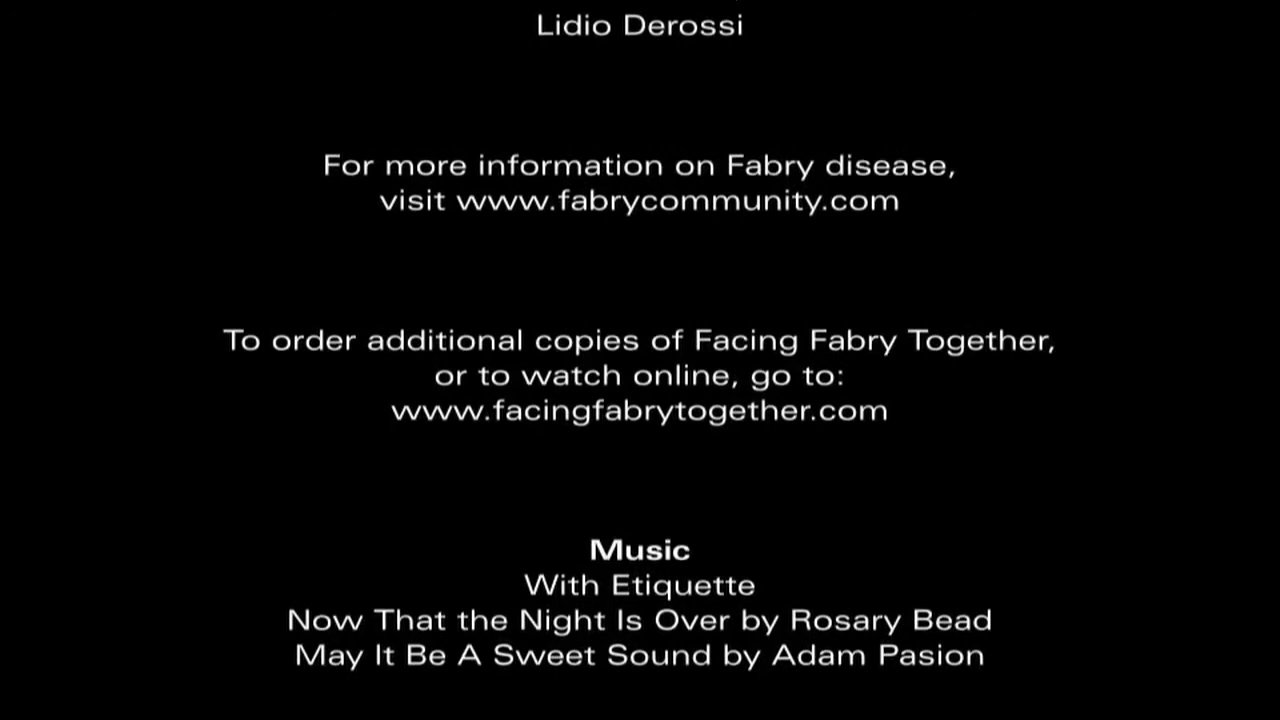 Lidio Derossi
For more information on Fabry disease,
visit www.fabrycommunity.com
To order additional copies of Facing Fabry Together,
or to watch online, go to:
www.facingfabrytogether.com
Music
With Etiquette
Now That the Night Is Over by Rosary Bead
May It Be A Sweet Sound by Adam Pasion